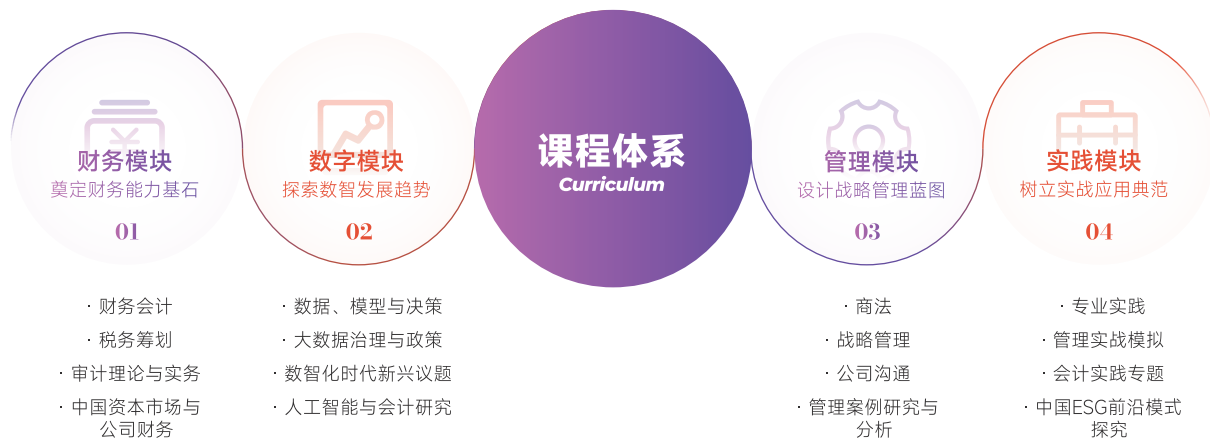 课程体系
Curriculum
财务模块
奠定财务能力基石
01
· 财务会计
· 税务筹划
· 审计理论与实务
· 中国资本市场与
公司财务
数字模块
探索数智发展趋势
02
· 数据、模型与决策
· 大数据治理与政策
· 数智化时代新兴议题
· 人工智能与会计研究
管理模块
设计战略管理蓝图
03
· 商法
· 战略管理
· 公司沟通
· 管理案例研究与
分析
实践模块
树立实战应用典范
04
· 专业实践
· 管理实战模拟
· 会计实践专题
· 中国ESG前沿模式
探究